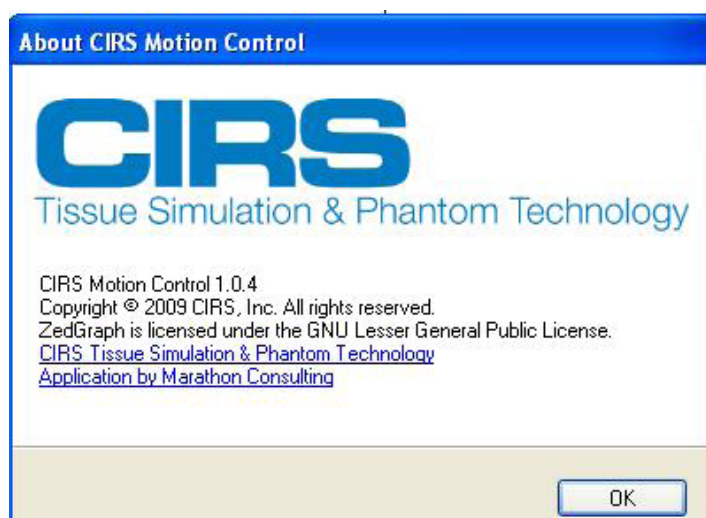 About CIRS Motion Control
CIRS
Tissue Simulation & Phantom Technology
CIRS Motion Control 1.0.4
Copyright © 2009 CIRS, Inc. All rights reserved.
ZedGraph is licensed under the GNU Lesser General Public License.
CIRS Tissue Simulation & Phantom Technology
Application by Marathon Consulting
OK